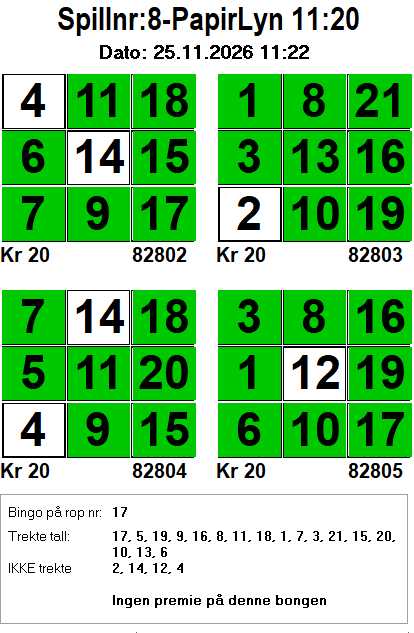 Spillnr:8-PapirLyn 11:20
Dato: 25.11.2026 11:22
4 11 18 1 8 21
6 14 15 3 13 16
7 9 17 2 10 19
Kr 20 82802 Kr 20 82803
7 14 18 3 8 16
5 11 20 1 12 19
4 9 15 6 10 17
Kr 20 82804 Kr 20 82805
Bingo på rop nr: 17
Trekte tall: 17, 5, 19, 9, 16, 8, 11, 18, 1, 7, 3, 21, 15, 20,
10, 13, 6
IKKE trekte 2, 14, 12, 4
Ingen premie på denne bongen